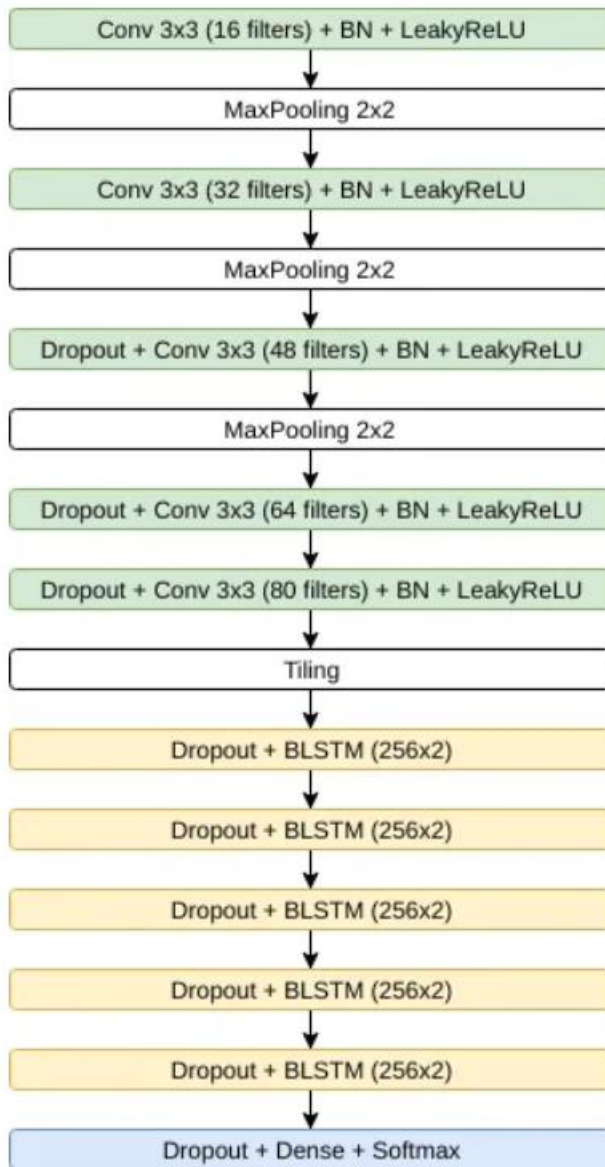 Conv 3x3 (16 filters) + BN + LeakyReLU
MaxPooling 2x2
Conv 3x3 (32 filters) + BN + LeakyReLU
MaxPooling 2x2
Dropout + Conv 3x3 (48 filters) + BN + LeakyReLU
MaxPooling 2x2
Dropout + Conv 3x3 (64 filters) + BN + LeakyReLU
Dropout + Conv 3x3 (80 filters) + BN + LeakyReLU
Tiling
Dropout + BLSTM (256x2)
Dropout + BLSTM (256x2)
Dropout + BLSTM (256x2)
Dropout + BLSTM (256x2)
Dropout + BLSTM (256x2)
Dropout + Dense + Softmax